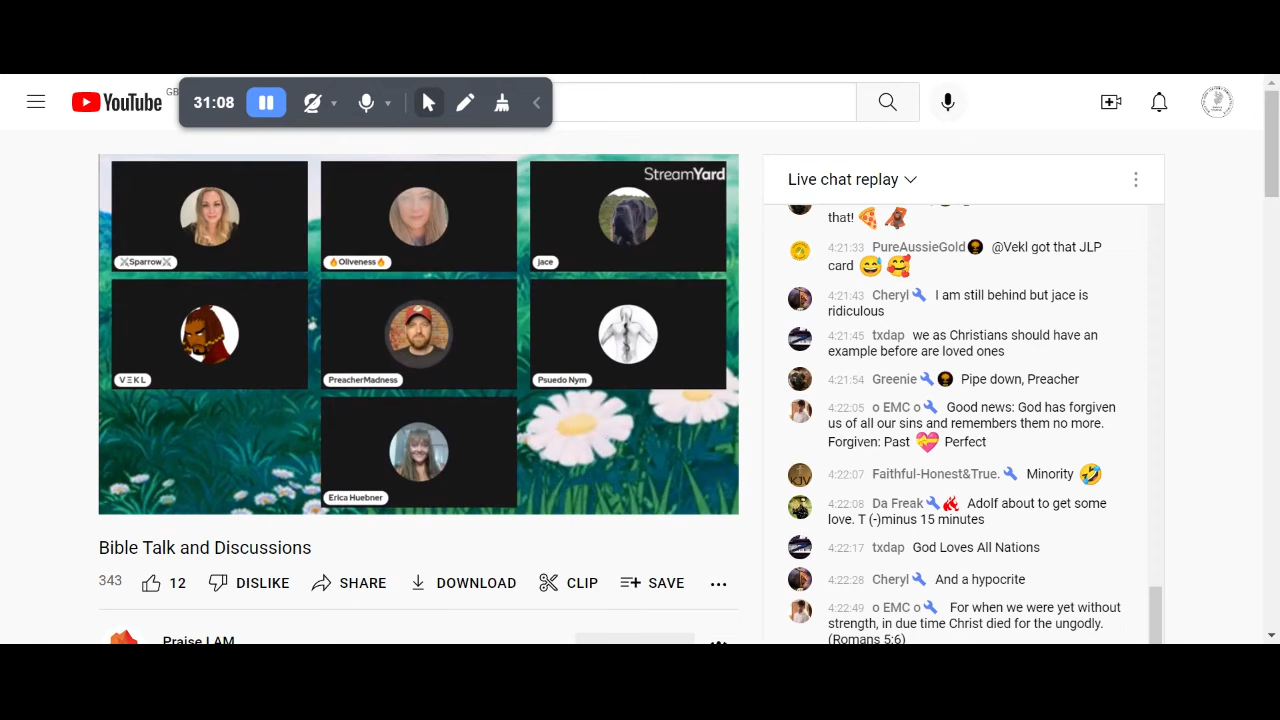 YouTube
GB
31:08
StreamYard
⚔Sparrow⚔
🔥Oliveness🔥
jace
VΞKL
PreacherMadness
Psuedo Nym
Erica Huebner
Bible Talk and Discussions
343
12
DISLIKE
SHARE
DOWNLOAD
CLIP
SAVE
Praise I AM
Live chat replay
that! 🍕
4:21:33 PureAussieGold @Vekl got that JLP
card 😅 🥰
4:21:43 Cheryl I am still behind but jace is
ridiculous
4:21:45 txdap we as Christians should have an
example before are loved ones
4:21:54 Greenie Pipe down, Preacher
4:22:05 o EMC o Good news: God has forgiven
us of all our sins and remembers them no more.
Forgiven: Past 💝 Perfect
4:22:07 Faithful-Honest&True. Minority 🤣
4:22:08 Da Freak Adolf about to get some
love. T (-)minus 15 minutes
4:22:17 txdap God Loves All Nations
4:22:28 Cheryl And a hypocrite
4:22:49 o EMC o For when we were yet without
strength, in due time Christ died for the ungodly.
(Romans 5:6)
KJV